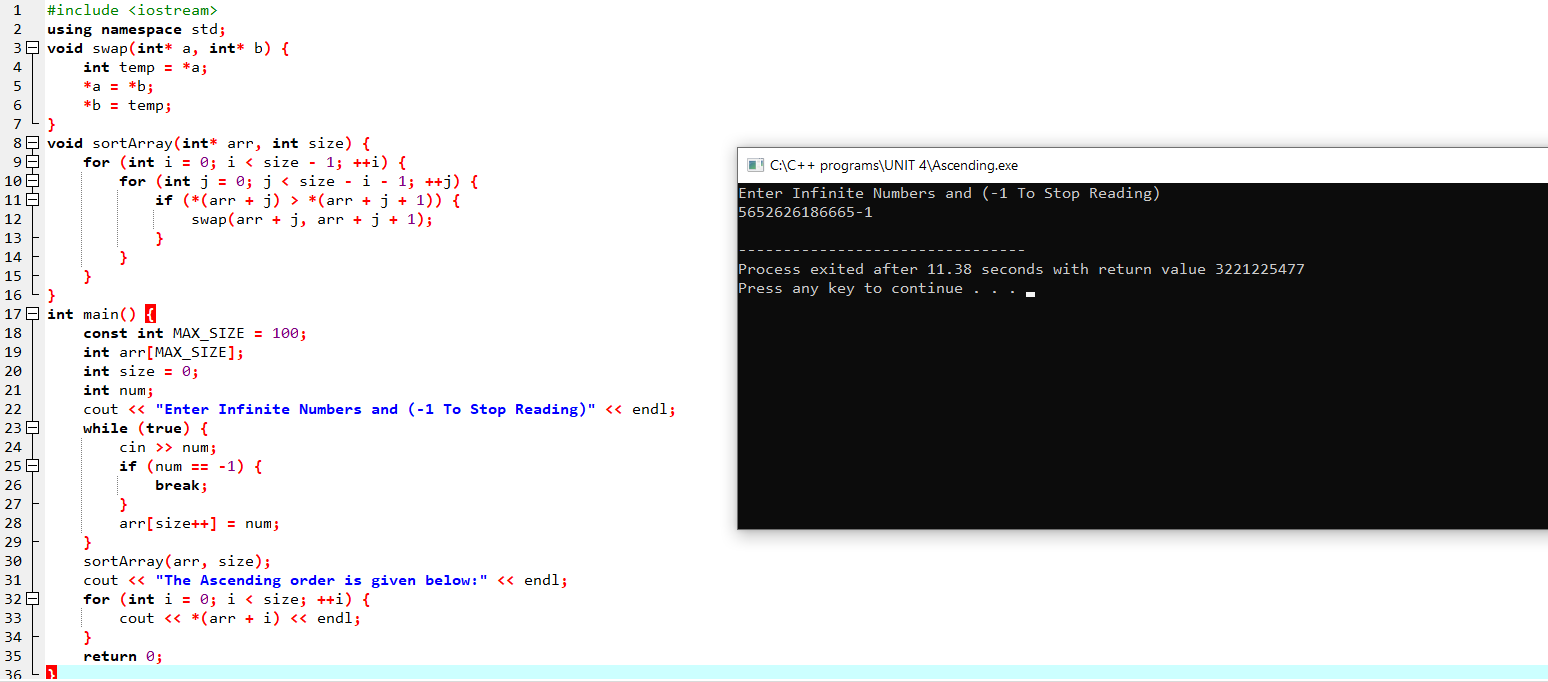 1 #include <iostream>
2 using namespace std;
3 void swap(int* a, int* b) {
4 int temp = *a;
5 *a = *b;
6 *b = temp;
7 }
8 void sortArray(int* arr, int size) {
9 for (int i = 0; i < size - 1; ++i) {
10 for (int j = 0; j < size - i - 1; ++j) {
11 if (*(arr + j) > *(arr + j + 1)) {
12 swap(arr + j, arr + j + 1);
13 }
14 }
15 }
16 }
17 int main() {
18 const int MAX_SIZE = 100;
19 int arr[MAX_SIZE];
20 int size = 0;
21 int num;
22 cout << "Enter Infinite Numbers and (-1 To Stop Reading)" << endl;
23 while (true) {
24 cin >> num;
25 if (num == -1) {
26 break;
27 }
28 arr[size++] = num;
29 }
30 sortArray(arr, size);
31 cout << "The Ascending order is given below:" << endl;
32 for (int i = 0; i < size; ++i) {
33 cout << *(arr + i) << endl;
34 }
35 return 0;
36 }
C:\C++ programs\UNIT 4\Ascending.exe
Enter Infinite Numbers and (-1 To Stop Reading)
5652626186665-1
--------------------------------
Process exited after 11.38 seconds with return value 3221225477
Press any key to continue . . .